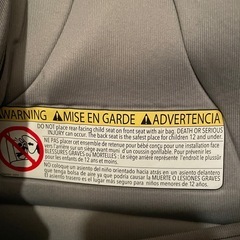 WARNING ⚠MISE EN GARDE ⚠ADVERTENCIA
DO NOT place rear facing child seat on front seat with air bag. DEATH OR SERIOUS
INJURY can occur. The back seat is the safest place for children 12 and under.
NE PAS placer cet ensemble de retenue pour bébé conçu pour une installation face
vers l'arrière sur un siège avant muni d'un coussin gonflable. Pour prévenir des
BLESSURES GRAVES ou MORTELLES : Le siège arrière représente l'endroit le plus sûr pour
les enfants de 12 ans et moins.
No coloque un asiento del niño orientado hacia atrás en un asiento delantero
que tenga bolsa de aire ya que podría causar la MUERTE O LESIONES GRAVES.
El asiento trasero es el más seguro para niños menores de 12 años.